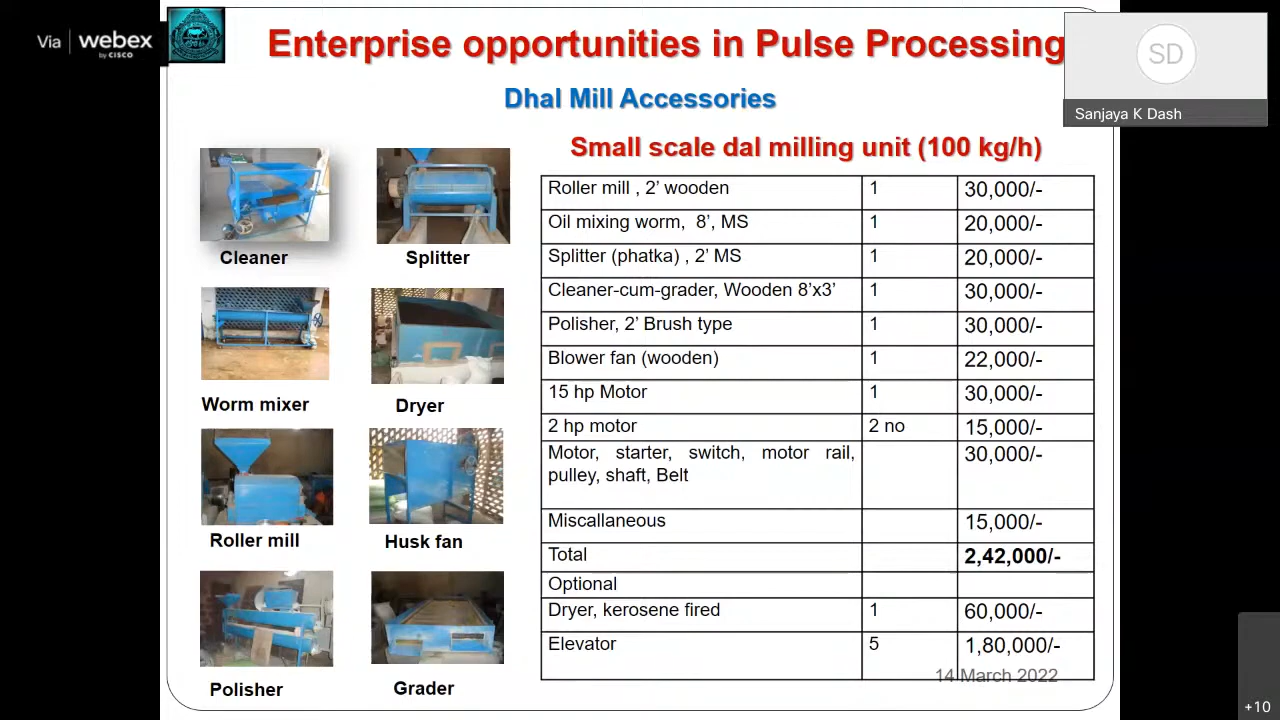 Via webex
by CISCO
Enterprise opportunities in Pulse Processing
SD
Sanjaya K Dash
Dhal Mill Accessories
Small scale dal milling unit (100 kg/h)
Cleaner
Splitter
Worm mixer
Dryer
Roller mill
Husk fan
Polisher
Grader
Roller mill , 2’ wooden 1 30,000/-
Oil mixing worm, 8’, MS 1 20,000/-
Splitter (phatka) , 2’ MS 1 20,000/-
Cleaner-cum-grader, Wooden 8’x3’ 1 30,000/-
Polisher, 2’ Brush type 1 30,000/-
Blower fan (wooden) 1 22,000/-
15 hp Motor 1 30,000/-
2 hp motor 2 no 15,000/-
Motor, starter, switch, motor rail, 30,000/-
pulley, shaft, Belt
Miscallaneous 15,000/-
Total 2,42,000/-
Optional
Dryer, kerosene fired 1 60,000/-
Elevator 5 1,80,000/-
14 March 2022
+10